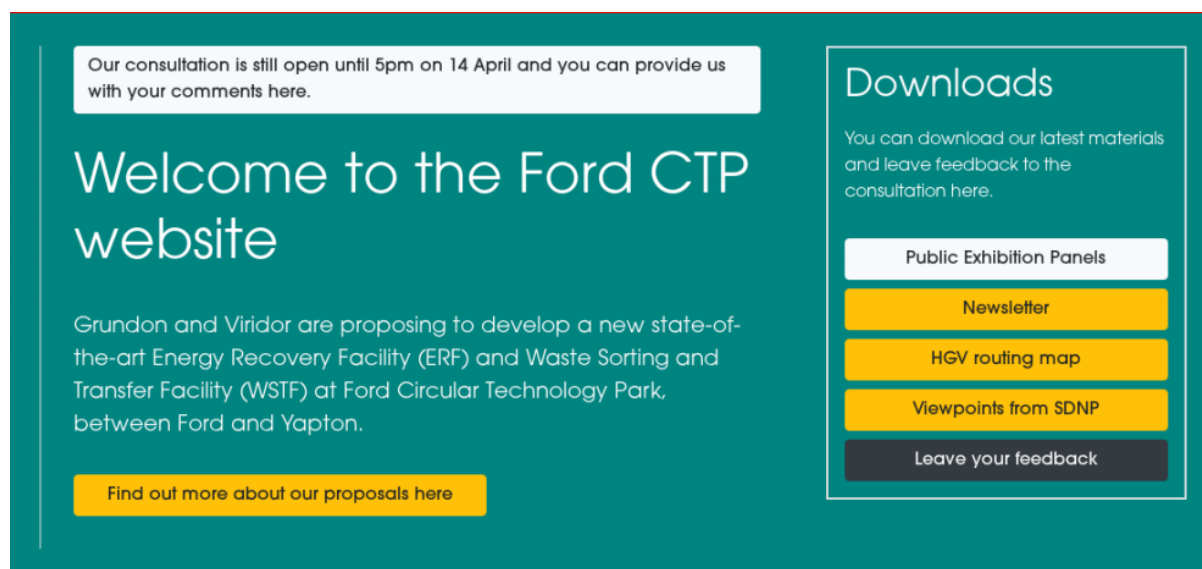 Our consultation is still open until 5pm on 14 April and you can provide us
with your comments here.
Welcome to the Ford CTP
website
Grundon and Viridor are proposing to develop a new state-of-
the-art Energy Recovery Facility (ERF) and Waste Sorting and
Transfer Facility (WSTF) at Ford Circular Technology Park,
between Ford and Yapton.
Find out more about our proposals here
Downloads
You can download our latest materials
and leave feedback to the
consultation here.
Public Exhibition Panels
Newsletter
HGV routing map
Viewpoints from SDNP
Leave your feedback